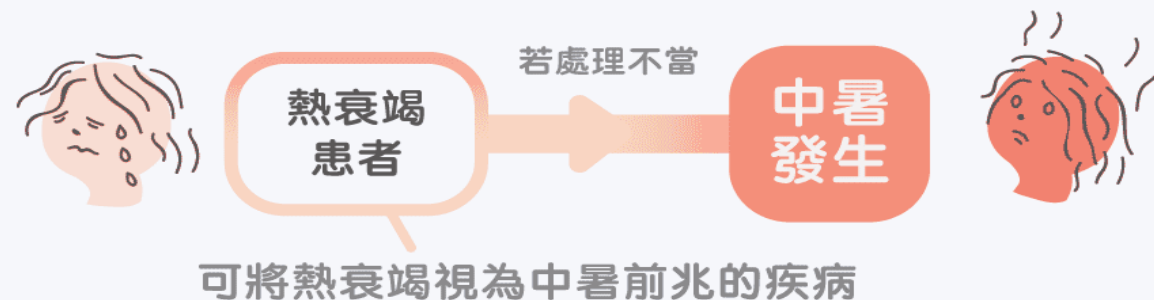 若處理不當
熱衰竭
患者
中暑
發生
可將熱衰竭視為中暑前兆的疾病